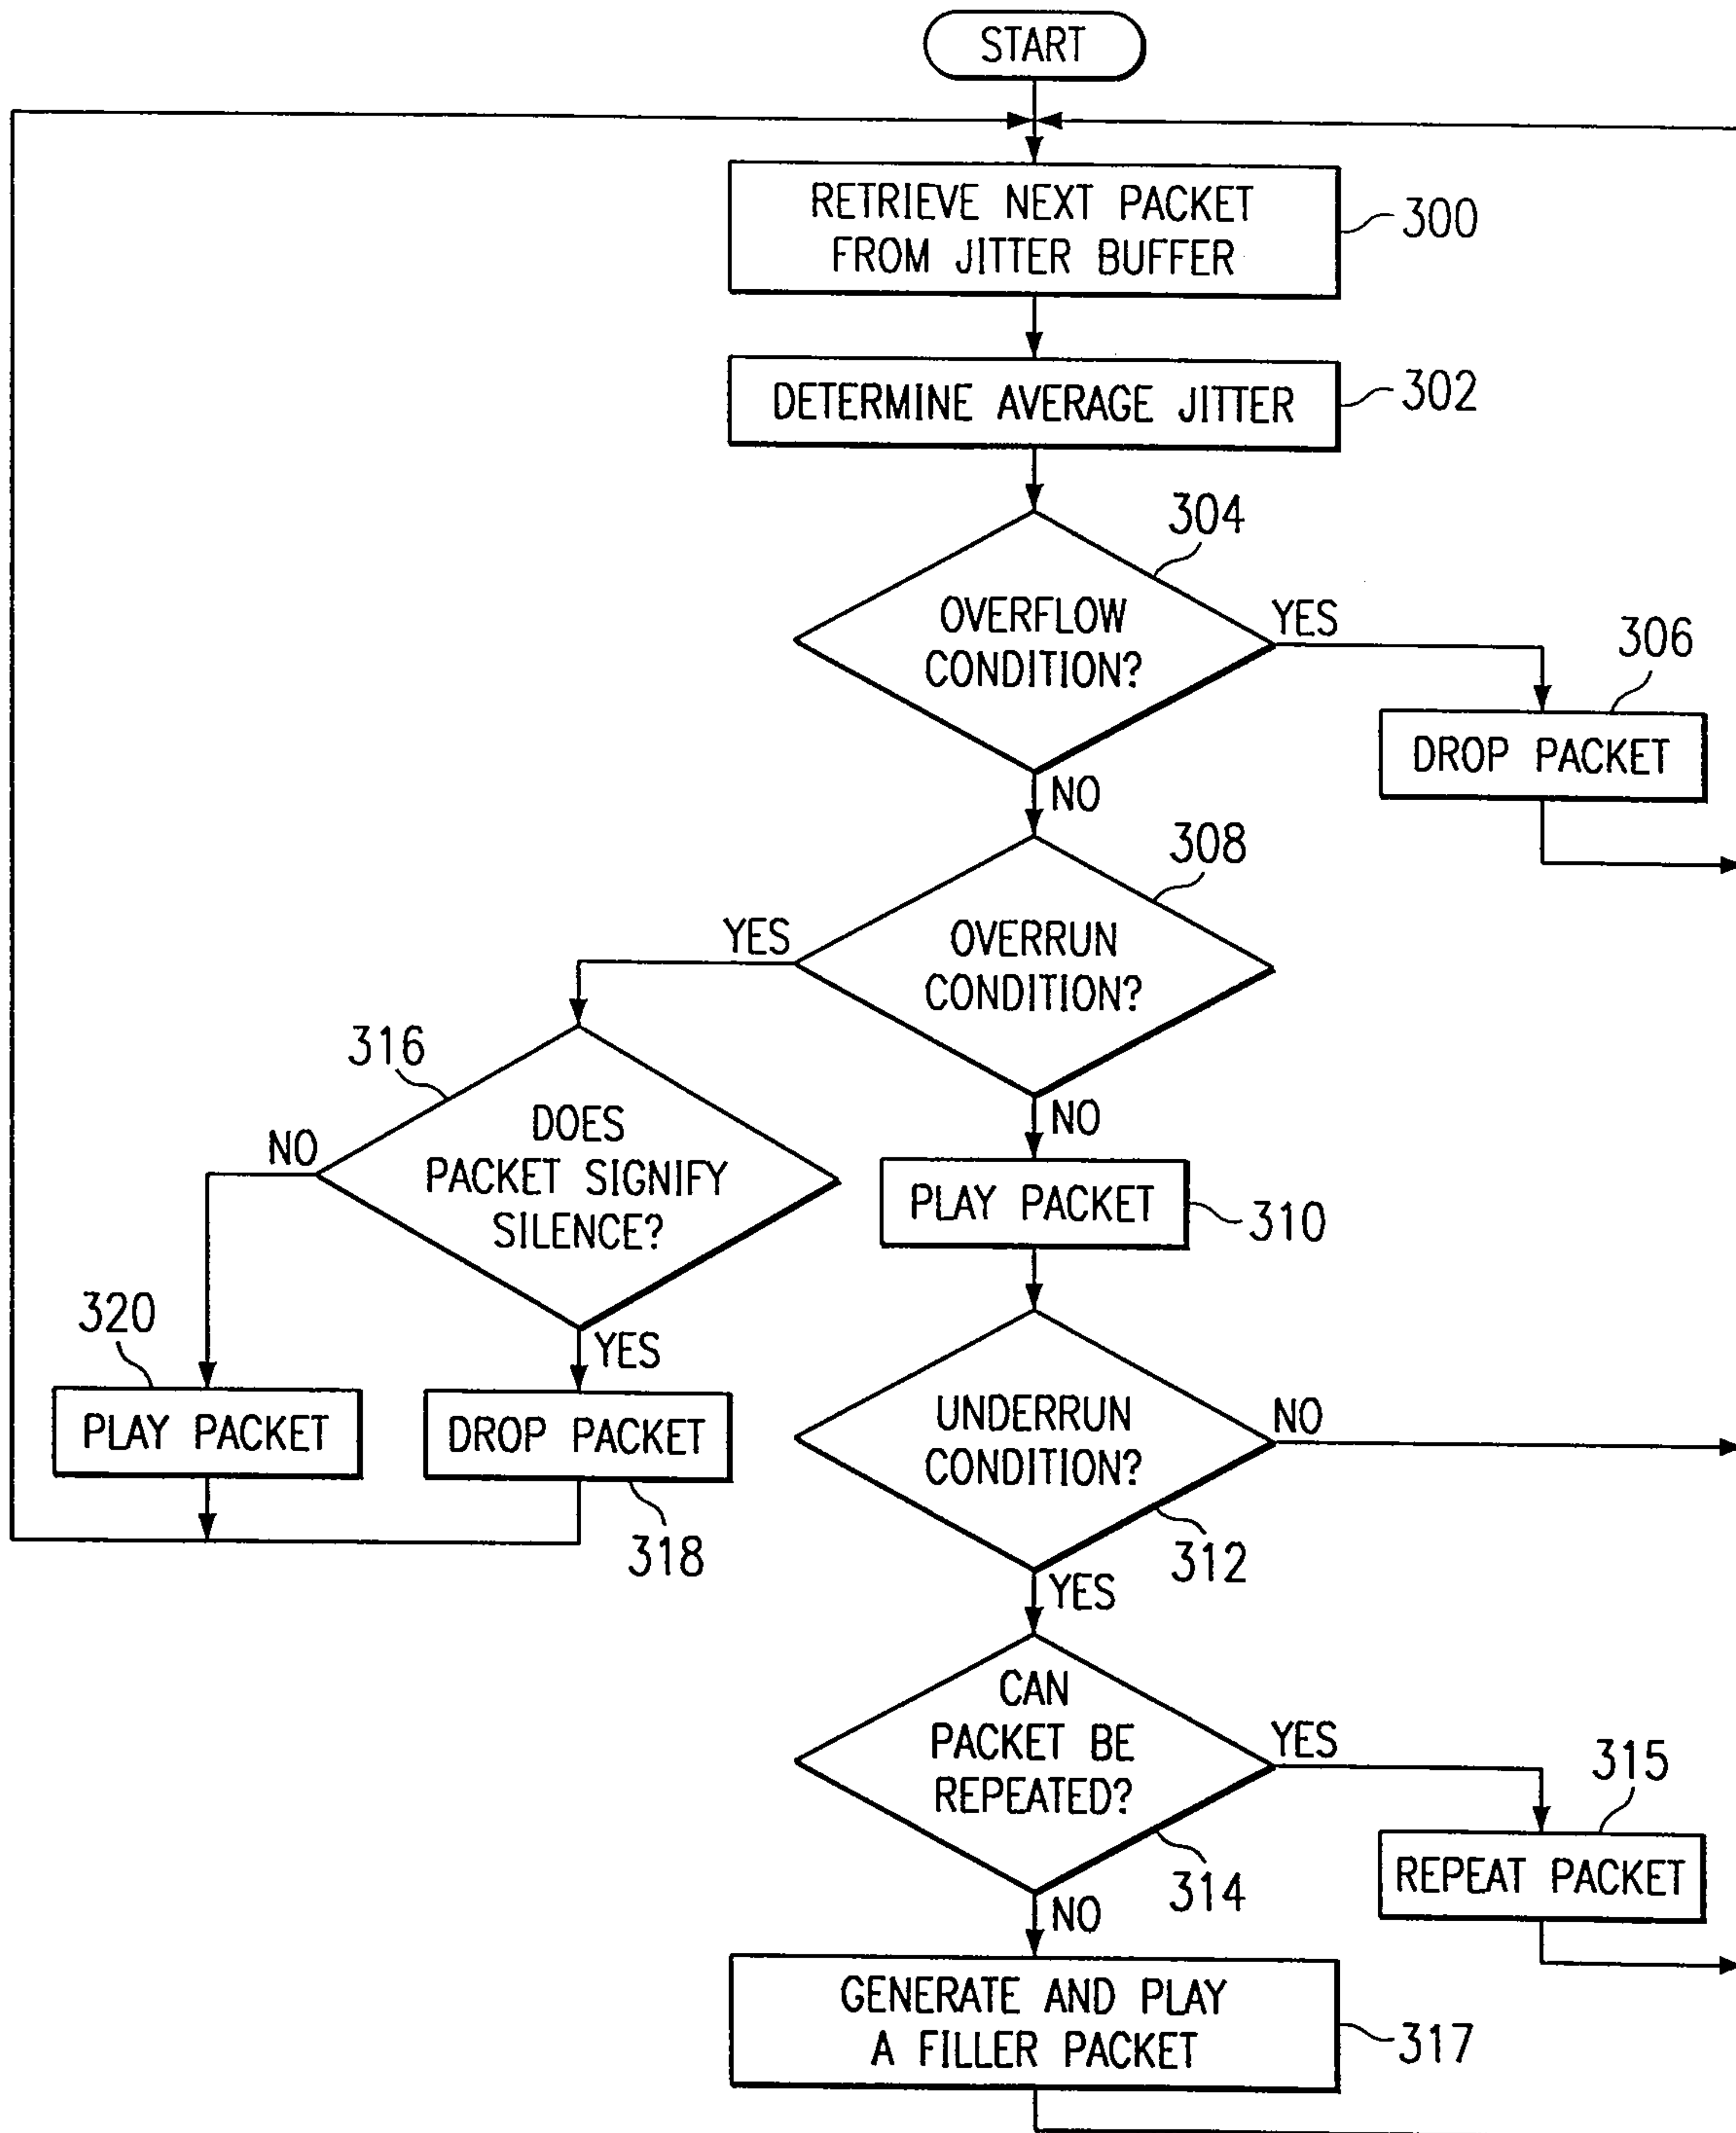 START
RETRIEVE NEXT PACKET
FROM JITTER BUFFER
300
DETERMINE AVERAGE JITTER
302
304
OVERFLOW
CONDITION?
YES
306
DROP PACKET
NO
308
YES
OVERRUN
CONDITION?
316
NO
DOES
PACKET SIGNIFY
SILENCE?
NO
PLAY PACKET
310
320
YES
PLAY PACKET
DROP PACKET
318
UNDERRUN
CONDITION?
NO
312
YES
CAN
PACKET BE
REPEATED?
YES
315
REPEAT PACKET
314
NO
GENERATE AND PLAY
A FILLER PACKET
317